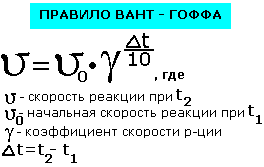 ПРАВИЛО ВАНТ - ГОФФА
υ = υ₀ · γ^(Δt/10), где
υ - скорость реакции при t₂
υ₀ начальная скорость реакции при t₁
γ - коэффициент скорости р-ции
Δt = t₂ - t₁